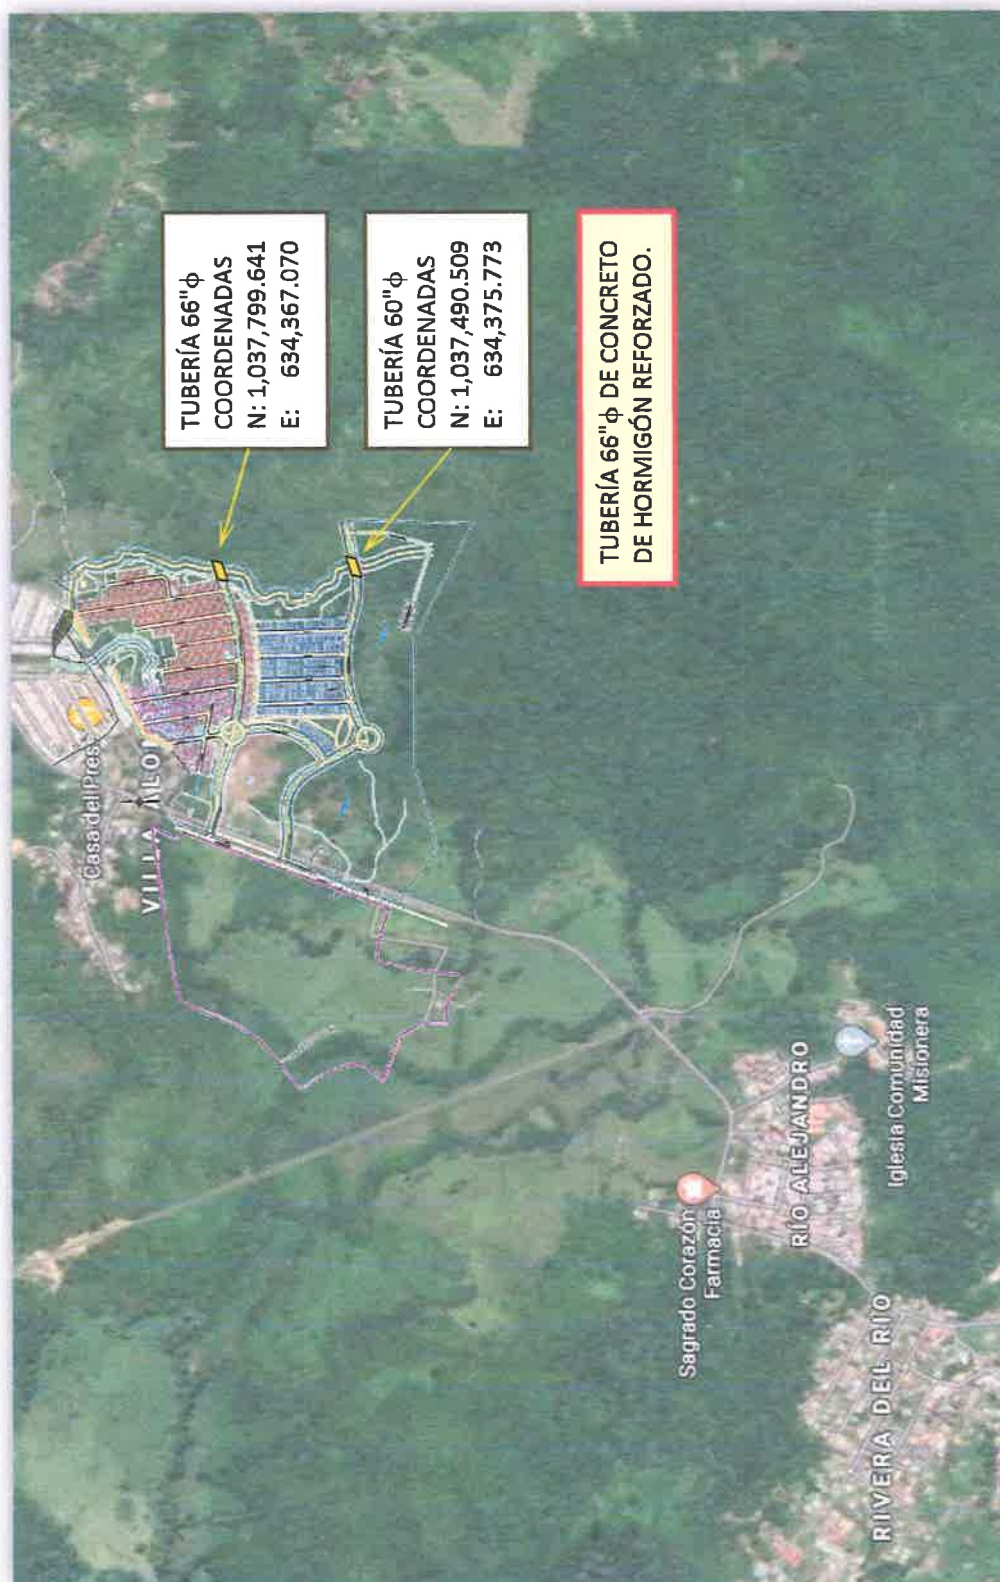 TUBERÍA 66"ϕ
COORDENADAS
N: 1,037,799.641
E: 634,367.070
TUBERÍA 60"ϕ
COORDENADAS
N: 1,037,490.509
E: 634,375.773
TUBERÍA 66"ϕ DE CONCRETO
DE HORMIGÓN REFORZADO.
Casa del Pres
VILLA
Sagrado Corazón
Farmacia
RÍO ALEJANDRO
Iglesia Comunidad
Misionera
RIVERA DEL RÍO